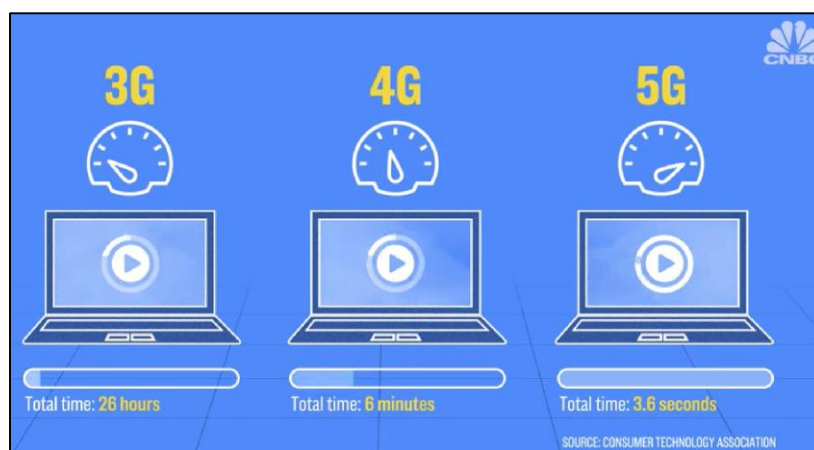 CNBC
3G
4G
5G
Total time: 26 hours
Total time: 6 minutes
Total time: 3.6 seconds
SOURCE: CONSUMER TECHNOLOGY ASSOCIATION